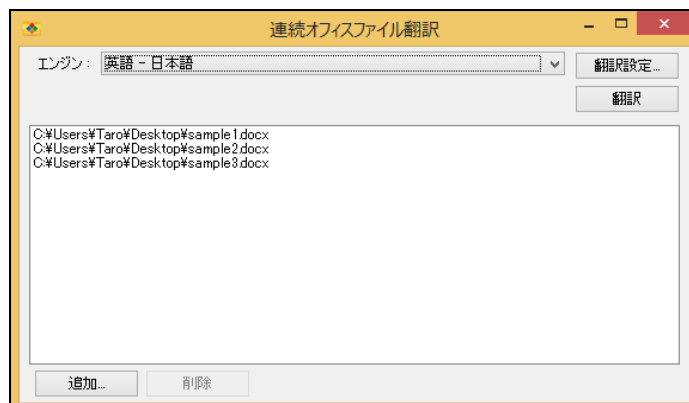 連続オフィスファイル翻訳
エンジン： 英語 － 日本語
翻訳設定...
翻訳
C:¥Users¥Taro¥Desktop¥sample1.docx
C:¥Users¥Taro¥Desktop¥sample2.docx
C:¥Users¥Taro¥Desktop¥sample3.docx
追加... 削除